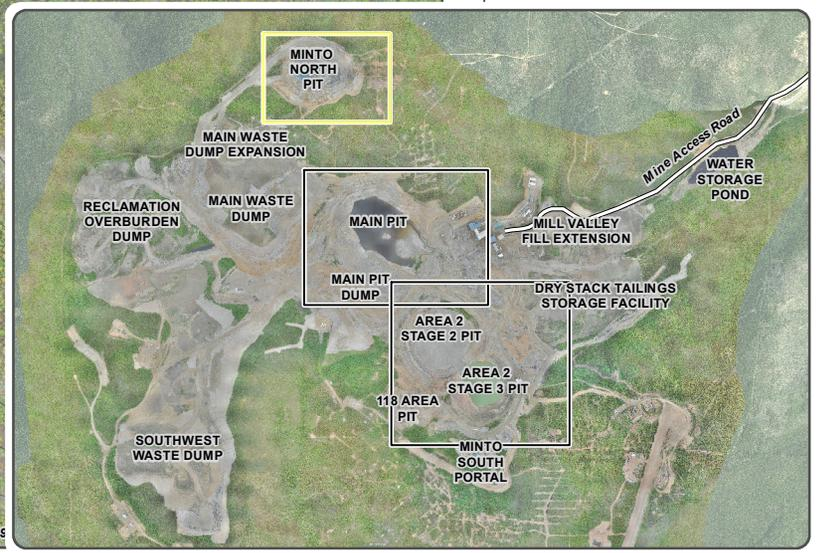 MINTO
NORTH
PIT
MAIN WASTE
DUMP EXPANSION
Mine Access Road
WATER
STORAGE
POND
RECLAMATION
OVERBURDEN
DUMP
MAIN WASTE
DUMP
MAIN PIT
MILL VALLEY
FILL EXTENSION
MAIN PIT
DUMP
DRY STACK TAILINGS
STORAGE FACILITY
AREA 2
STAGE 2 PIT
AREA 2
STAGE 3 PIT
118 AREA
PIT
SOUTHWEST
WASTE DUMP
MINTO
SOUTH
PORTAL